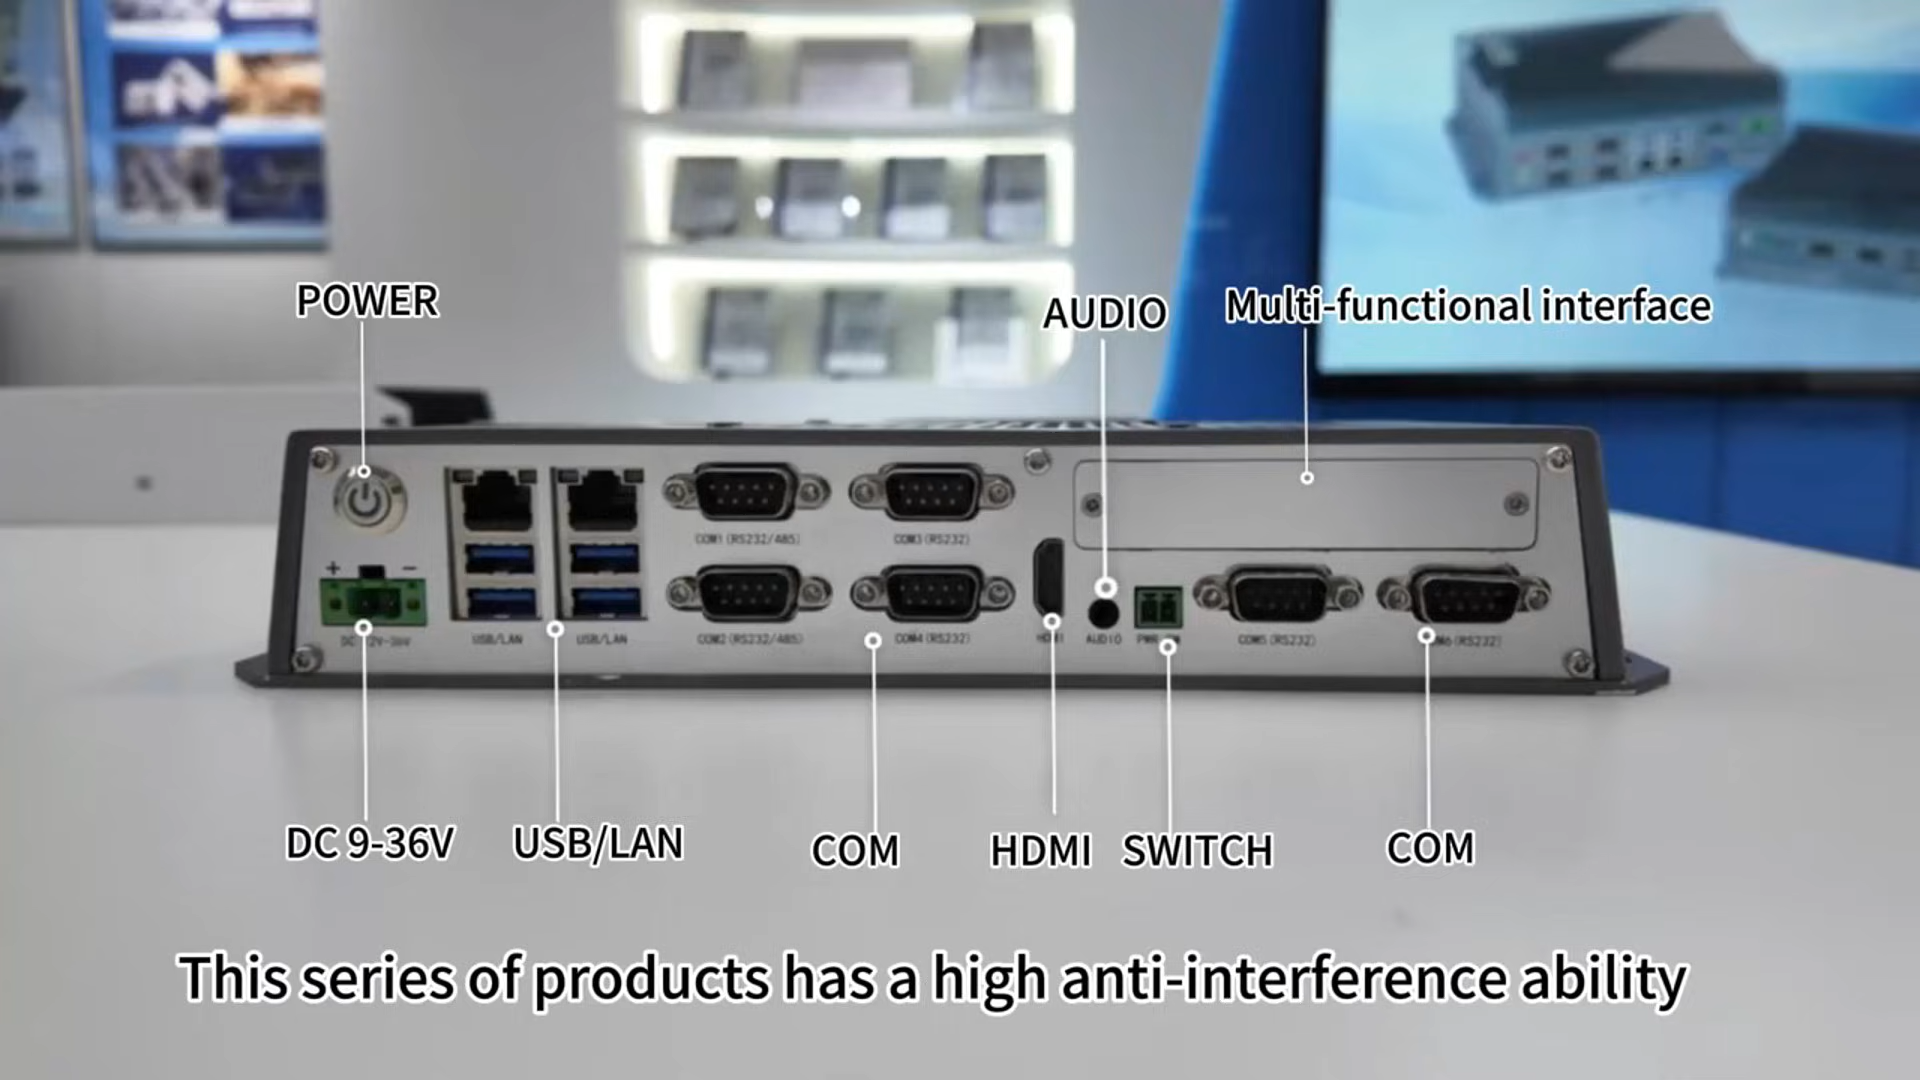 POWER
AUDIO
Multi-functional interface
COM1(RS232/485)
COM3(RS232)
+ −
USB/LAN
USB/LAN
COM2(RS232/485)
COM4(RS232)
AUDIO
COM5(RS232)
DC 9-36V
USB/LAN
COM
HDMI
SWITCH
COM
This series of products has a high anti-interference ability